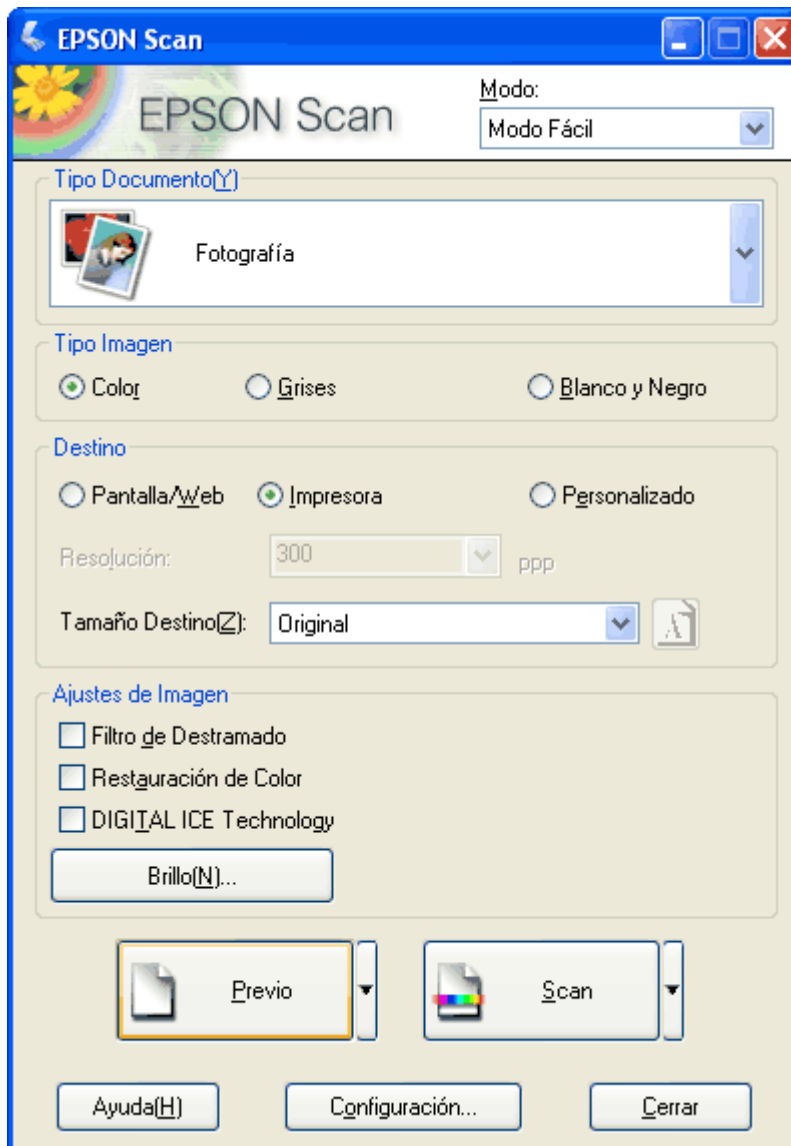 EPSON Scan
EPSON Scan
Modo:
Modo Fácil
Tipo Documento(Y)
Fotografía
Tipo Imagen
Color
Grises
Blanco y Negro
Destino
Pantalla/Web
Impresora
Personalizado
Resolución:
300
ppp
Tamaño Destino(Z):
Original
A
Ajustes de Imagen
Filtro de Destramado
Restauración de Color
DIGITAL ICE Technology
Brillo(N)...
Previo
Scan
Ayuda(H)
Configuración...
Cerrar